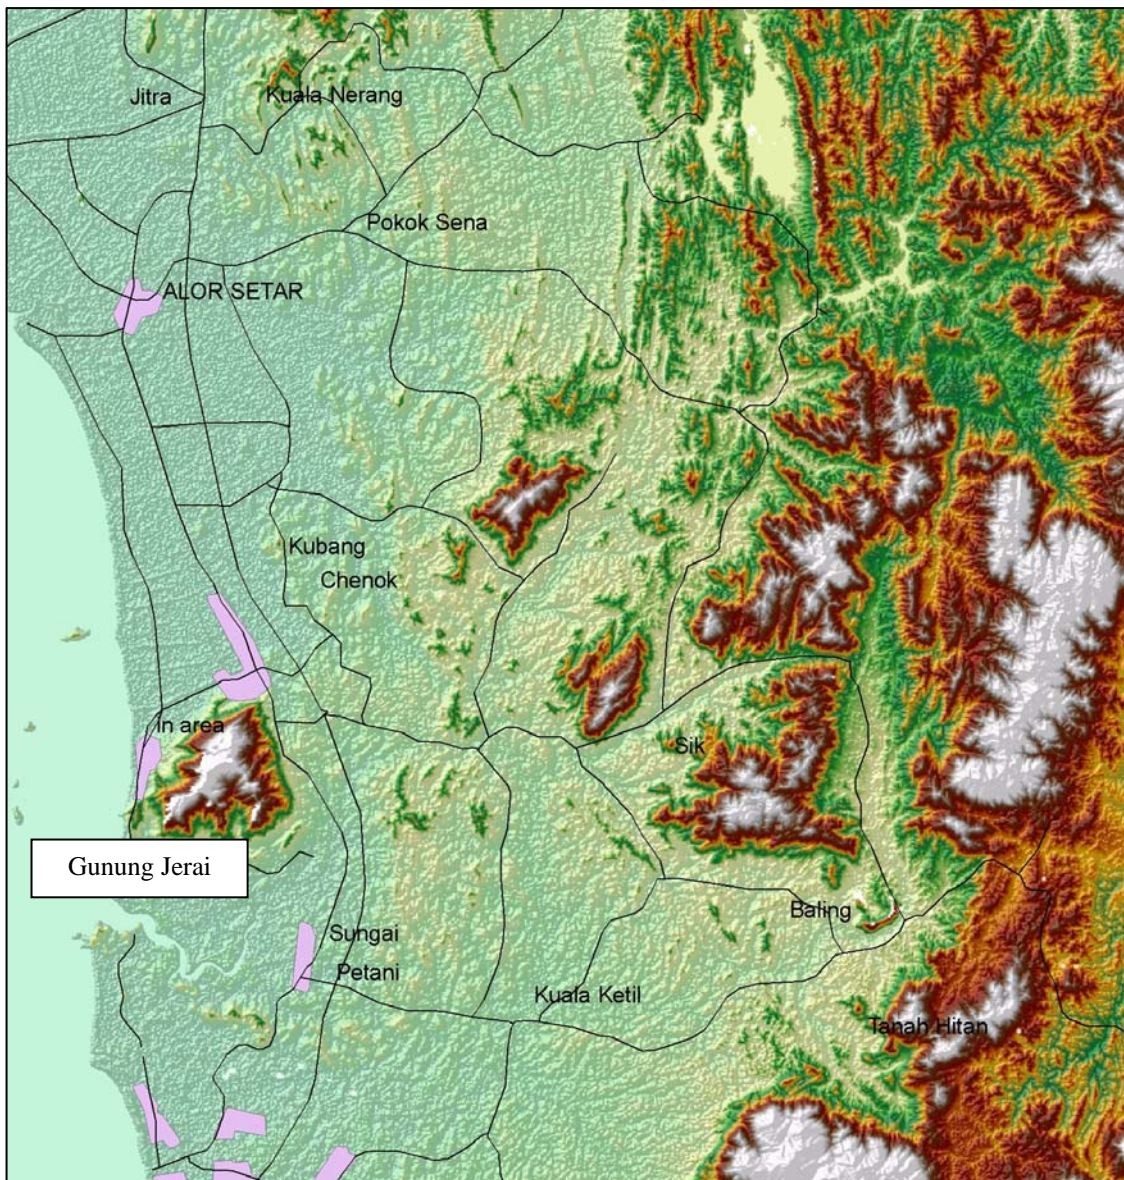 Jitra
Kuala Nerang
Pokok Sena
ALOR SETAR
Kubang
Chenok
In area
Sik
Gunung Jerai
Baling
Sungai
Petani
Kuala Ketil
Tanah Hitan